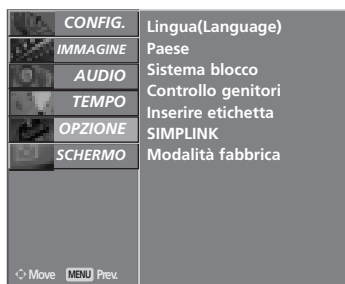 CONFIG.
IMMAGINE
AUDIO
TEMPO
OPZIONE
SCHERMO
Lingua(Language)
Paese
Sistema blocco
Controllo genitori
Inserire etichetta
SIMPLINK
Modalità fabbrica
Move MENU Prev.